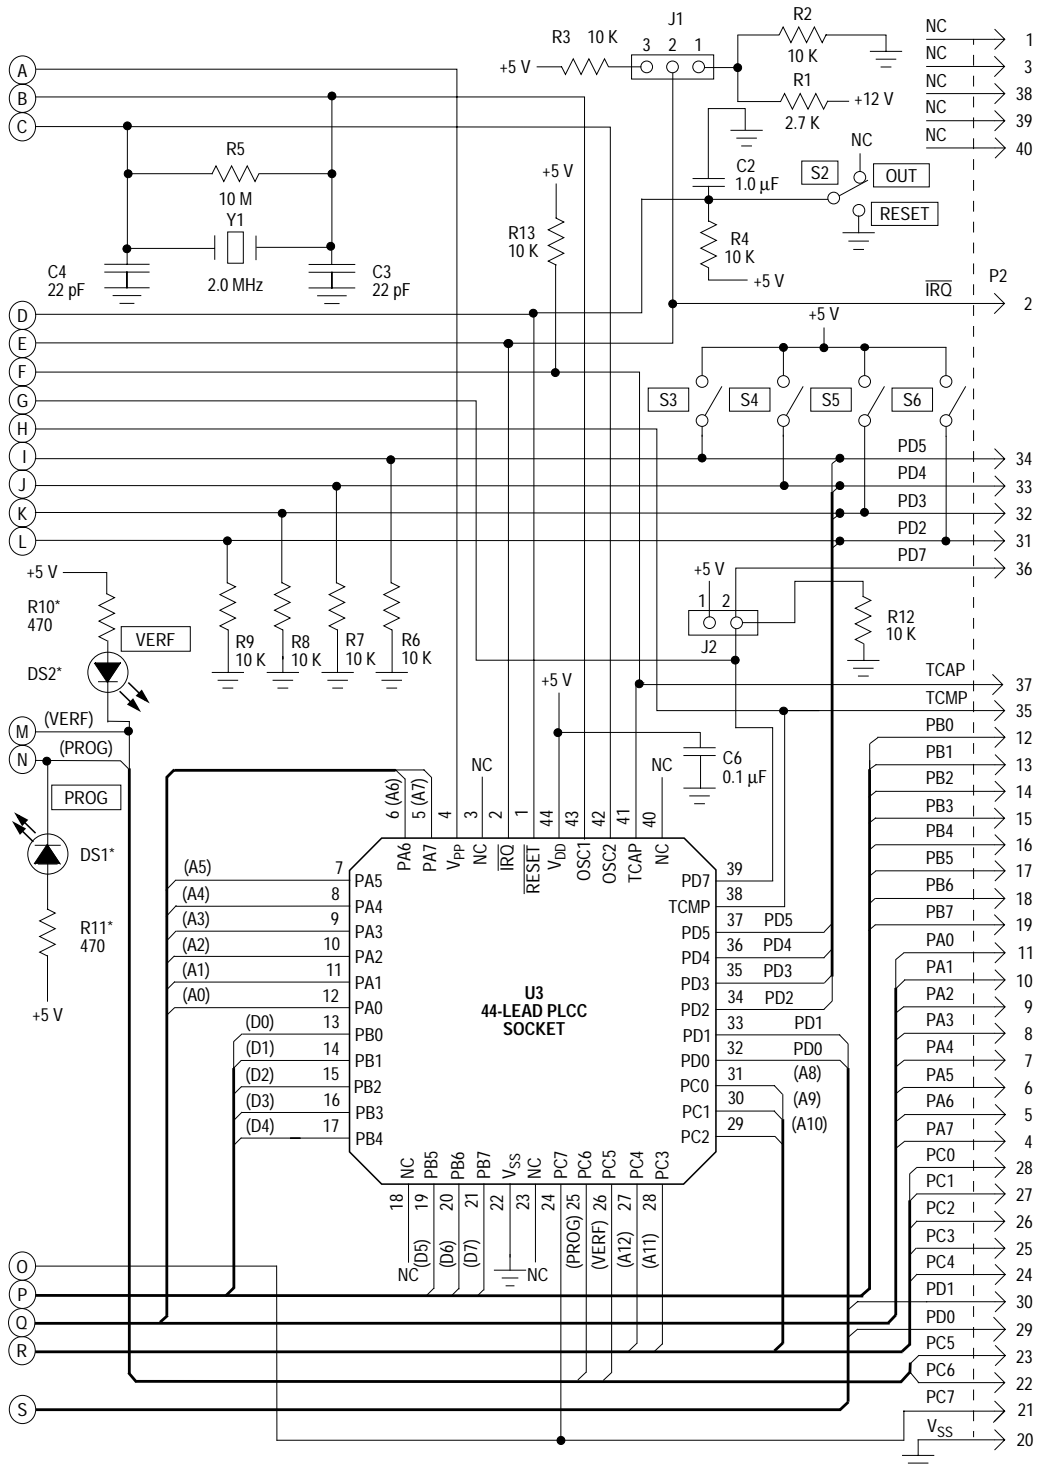 J1
R3 10 K
3 2 1
+5 V
R2
10 K
R1
2.7 K
+12 V
NC
1
NC
3
NC
38
NC
39
NC
40
A
B
C
R5
10 M
Y1
2.0 MHz
C4
22 pF
C3
22 pF
+5 V
R13
10 K
C2
1.0 µF
R4
10 K
+5 V
NC
S2
OUT
RESET
P2
IRQ
2
D
E
F
G
H
I
J
K
L
+5 V
S3
S4
S5
S6
PD5
34
PD4
33
PD3
32
PD2
31
PD7
36
+5 V
R10*
470
VERF
DS2*
R9
10 K
R8
10 K
R7
10 K
R6
10 K
+5 V
1 2
J2
R12
10 K
M
(VERF)
N
(PROG)
PROG
DS1*
R11*
470
+5 V
+5 V
C6
0.1 µF
NC
NC
TCAP
37
TCMP
35
PB0
12
PB1
13
PB2
14
PB3
15
PB4
16
PB5
17
PB6
18
PB7
19
PA0
11
PA1
10
PA2
9
PA3
8
PA4
7
PA5
6
PA6
5
PA7
4
PC0
28
PC1
27
PC2
26
PC3
25
PC4
24
PD1
30
PD0
29
PC5
23
PC6
22
PC7
21
VSS
20
6 (A6)
5 (A7)
4
3
2
1
44
43
42
41
40
PA6
PA7
VPP
NC
IRQ
RESET
VDD
OSC1
OSC2
TCAP
NC
(A5) 7 PA5
(A4) 8 PA4
(A3) 9 PA3
(A2) 10 PA2
(A1) 11 PA1
(A0) 12 PA0
(D0) 13 PB0
(D1) 14 PB1
(D2) 15 PB2
(D3) 16 PB3
(D4) 17 PB4
U3
44-LEAD PLCC
SOCKET
PD7 39
TCMP 38
PD5 37 PD5
PD4 36 PD4
PD3 35 PD3
PD2 34 PD2
PD1 33 PD1
PD0 32 PD0
PC0 31 (A8)
PC1 30 (A9)
PC2 29 (A10)
NC
PB5
PB6
PB7
VSS
NC
PC7
PC6
PC5
PC4
PC3
18
19
20
21
22
23
24
25
26
27
28
NC
(D5)
(D6)
(D7)
NC
(PROG)
(VERF)
(A12)
(A11)
O
P
Q
R
S